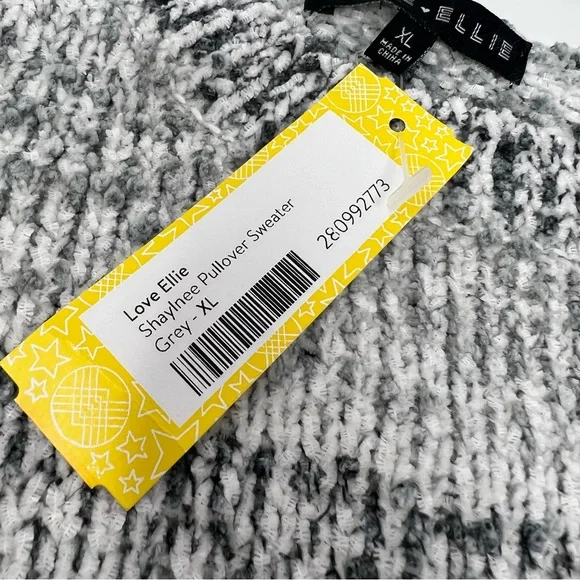 ELLIE
XL
MADE IN
CHINA
Love Ellie
Shaylnee Pullover Sweater
Grey - XL
280992773